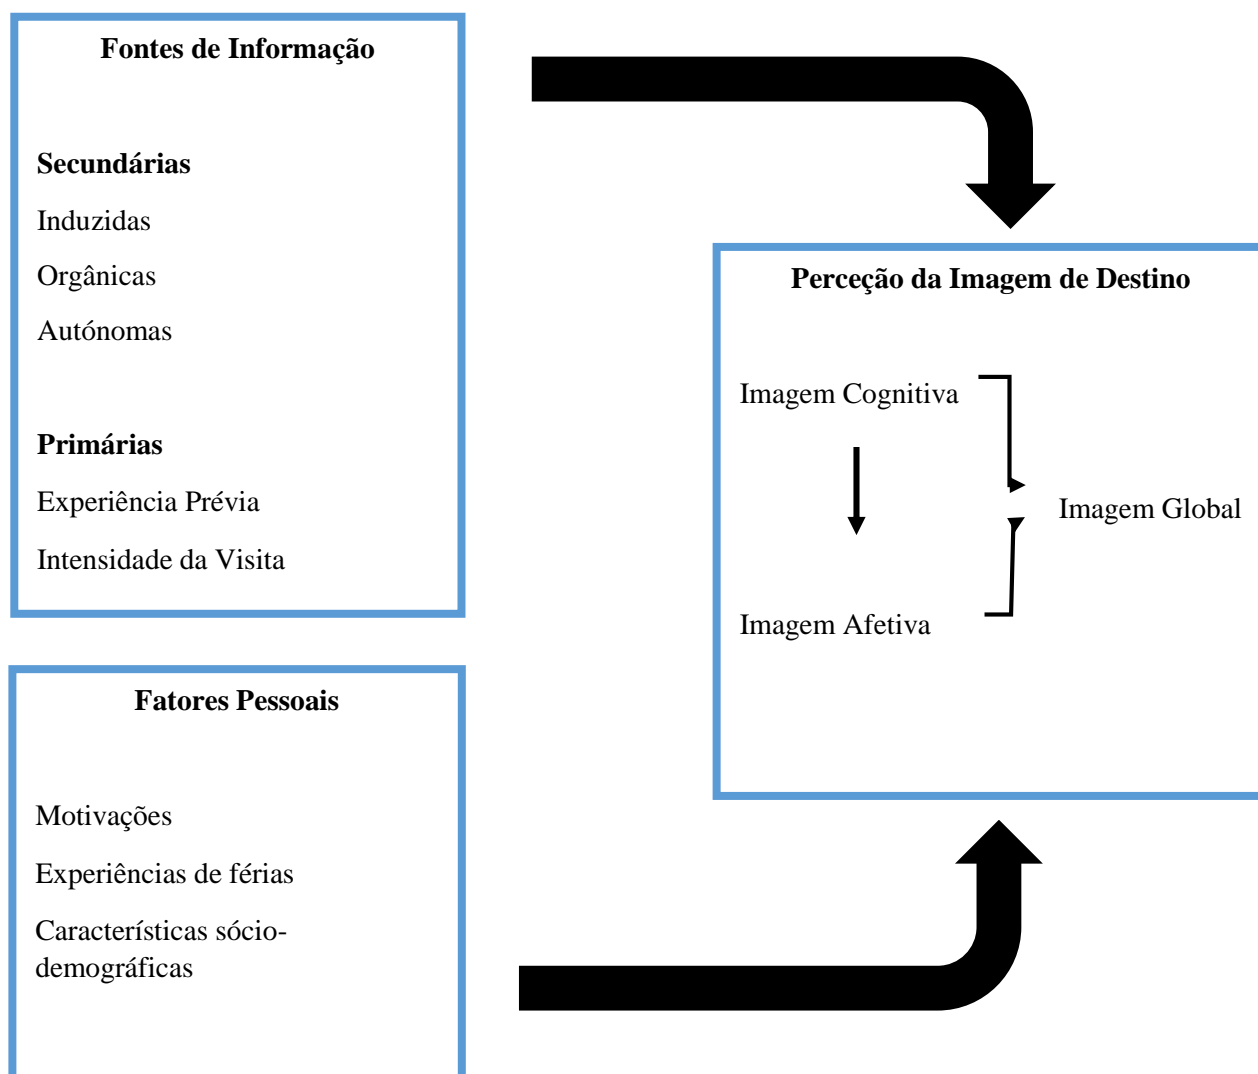 Fontes de Informação
Secundárias
Induzidas
Orgânicas
Autónomas
Primárias
Experiência Prévia
Intensidade da Visita
Fatores Pessoais
Motivações
Experiências de férias
Característísticas sócio-
demográficas
Perceção da Imagem de Destino
Imagem Cognitiva
Imagem Global
Imagem Afetiva